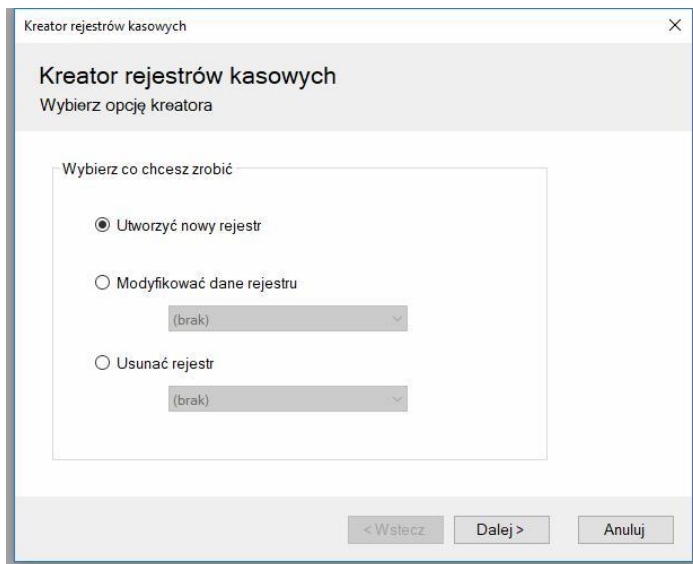 Kreator rejestrów kasowych
Kreator rejestrów kasowych
Wybierz opcję kreatora
Wybierz co chcesz zrobić
Utworzyć nowy rejestr
Modyfikować dane rejestru
(brak)
Usunać rejestr
(brak)
< Wstecz
Dalej >
Anuluj